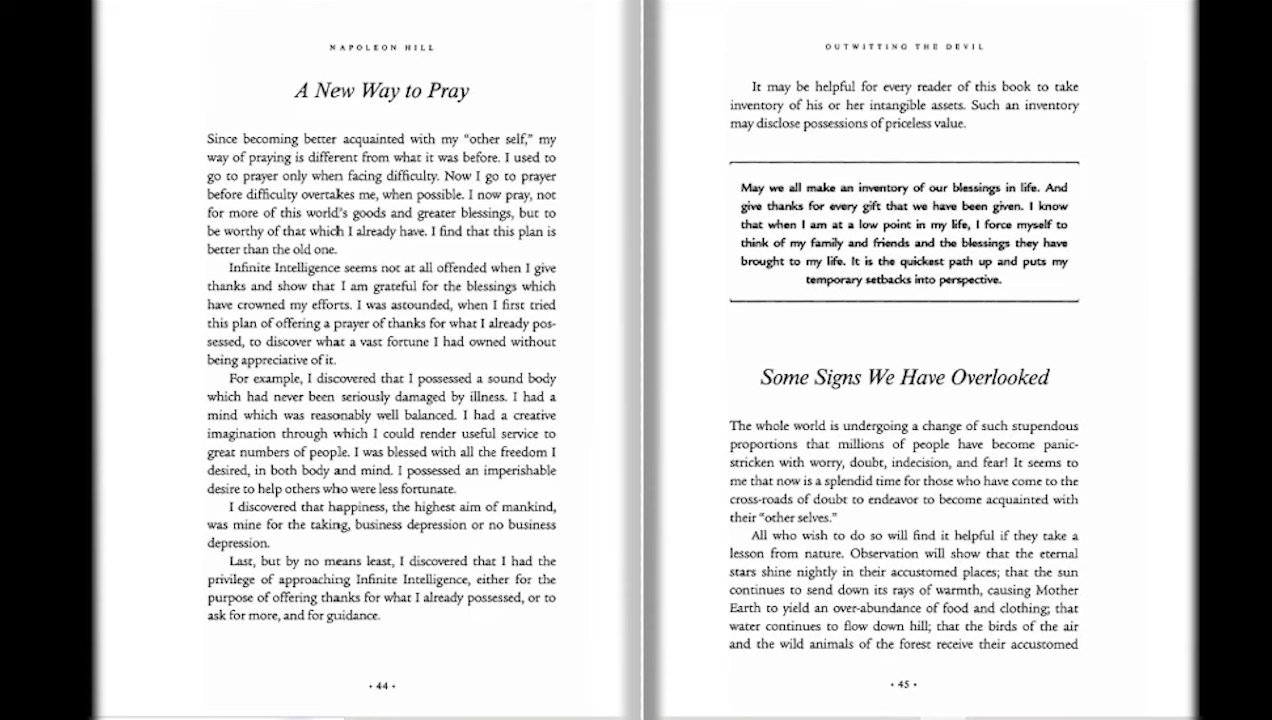 NAPOLEON HILL
A New Way to Pray
Since becoming better acquainted with my “other self,” my
way of praying is different from what it was before. I used to
go to prayer only when facing difficulty. Now I go to prayer
before difficulty overtakes me, when possible. I now pray, not
for more of this world’s goods and greater blessings, but to
be worthy of that which I already have. I find that this plan is
better than the old one.
Infinite Intelligence seems not at all offended when I give
thanks and show that I am grateful for the blessings which
have crowned my efforts. I was astounded, when I first tried
this plan of offering a prayer of thanks for what I already pos-
sessed, to discover what a vast fortune I had owned without
being appreciative of it.
For example, I discovered that I possessed a sound body
which had never been seriously damaged by illness. I had a
mind which was reasonably well balanced. I had a creative
imagination through which I could render useful service to
great numbers of people. I was blessed with all the freedom I
desired, in both body and mind. I possessed an imperishable
desire to help others who were less fortunate.
I discovered that happiness, the highest aim of mankind,
was mine for the taking, business depression or no business
depression.
Last, but by no means least, I discovered that I had the
privilege of approaching Infinite Intelligence, either for the
purpose of offering thanks for what I already possessed, or to
ask for more, and for guidance.
• 44 •
OUTWITTING THE DEVIL
It may be helpful for every reader of this book to take
inventory of his or her intangible assets. Such an inventory
may disclose possessions of priceless value.
May we all make an inventory of our blessings in life. And
give thanks for every gift that we have been given. I know
that when I am at a low point in my life, I force myself to
think of my family and friends and the blessings they have
brought to my life. It is the quickest path up and puts my
temporary setbacks into perspective.
Some Signs We Have Overlooked
The whole world is undergoing a change of such stupendous
proportions that millions of people have become panic-
stricken with worry, doubt, indecision, and fear! It seems to
me that now is a splendid time for those who have come to the
cross-roads of doubt to endeavor to become acquainted with
their “other selves.”
All who wish to do so will find it helpful if they take a
lesson from nature. Observation will show that the eternal
stars shine nightly in their accustomed places; that the sun
continues to send down its rays of warmth, causing Mother
Earth to yield an over-abundance of food and clothing; that
water continues to flow down hill; that the birds of the air
and the wild animals of the forest receive their accustomed
• 45 •